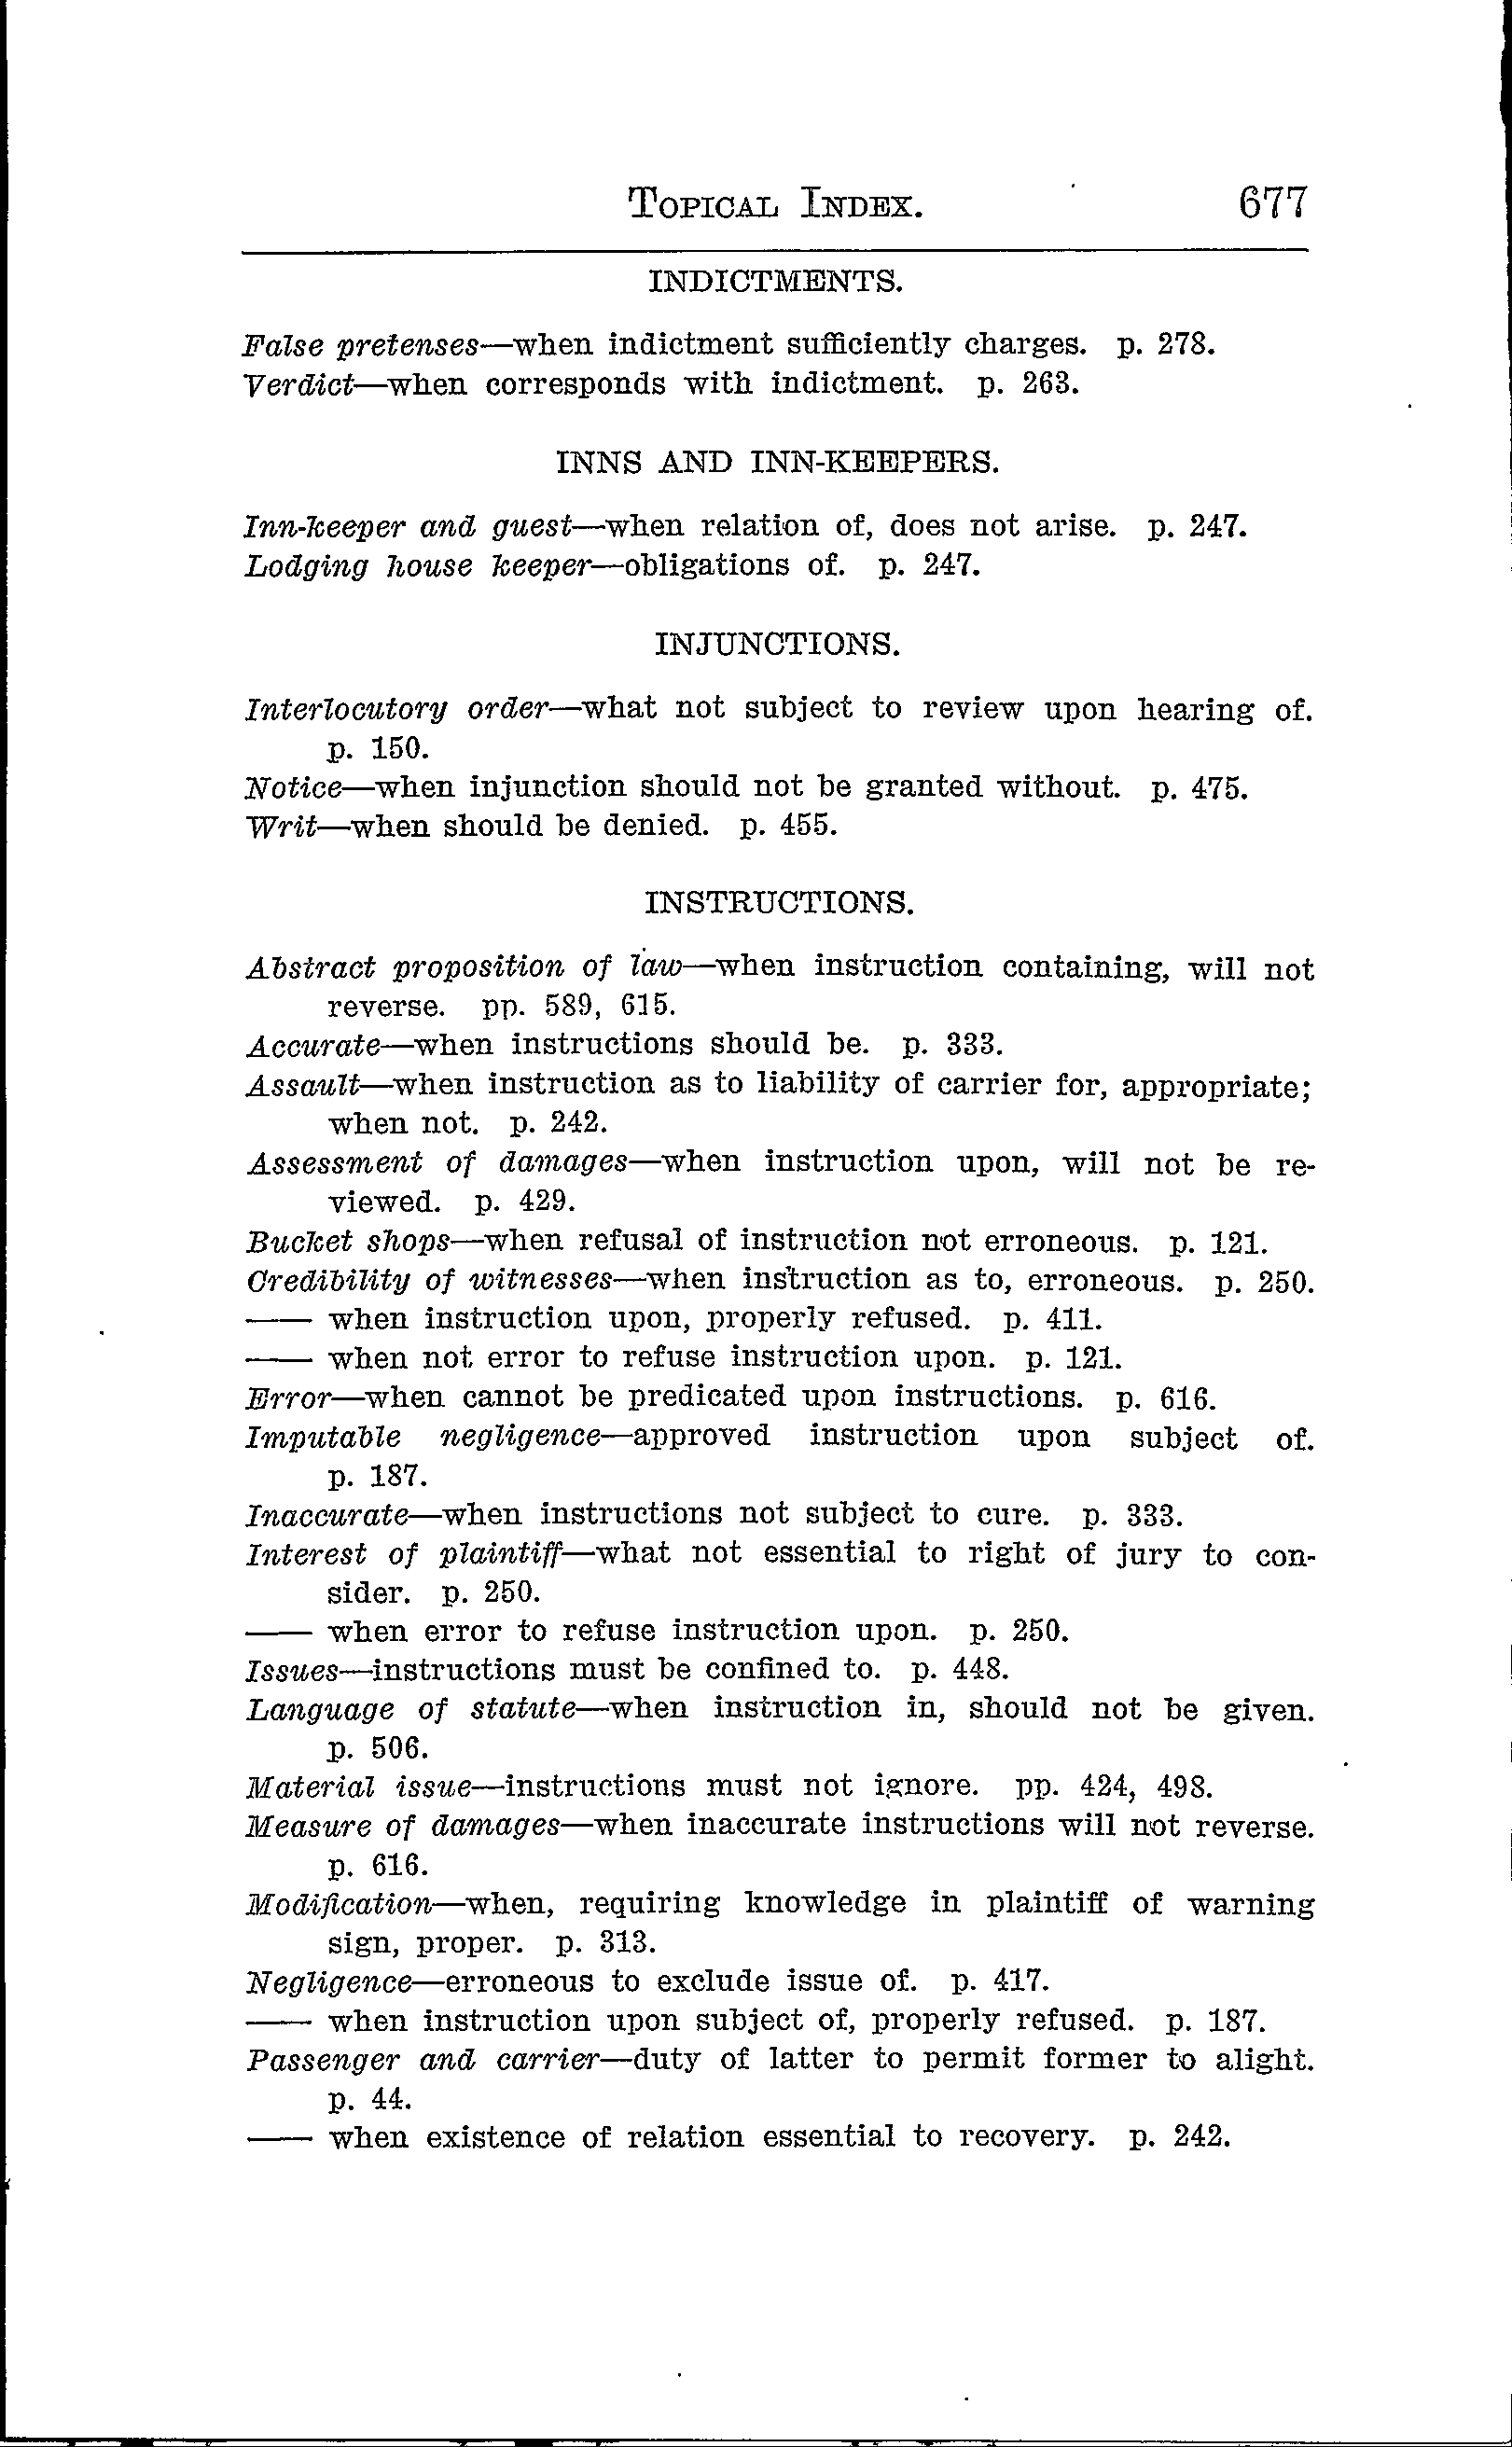 TOPICAL INDEX. 677
INDICTMENTS.
False pretenses—when indictment sufficiently charges. p. 278.
Verdict—when corresponds with indictment. p. 263.
INNS AND INN-KEEPERS.
Inn-keeper and guest—when relation of, does not arise. p. 247.
Lodging house keeper—obligations of. p. 247.
INJUNCTIONS.
Interlocutory order—what not subject to review upon hearing of.
p. 150.
Notice—when injunction should not be granted without. p. 475.
Writ—when should be denied. p. 455.
INSTRUCTIONS.
Abstract proposition of law—when instruction containing, will not
reverse. pp. 589, 615.
Accurate—when instructions should be. p. 333.
Assault—when instruction as to liability of carrier for, appropriate;
when not. p. 242.
Assessment of damages—when instruction upon, will not be re-
viewed. p. 429.
Bucket shops—when refusal of instruction not erroneous. p. 121.
Credibility of witnesses—when instruction as to, erroneous. p. 250.
—— when instruction upon, properly refused. p. 411.
—— when not error to refuse instruction upon. p. 121.
Error—when cannot be predicated upon instructions. p. 616.
Imputable negligence—approved instruction upon subject of.
p. 187.
Inaccurate—when instructions not subject to cure. p. 333.
Interest of plaintiff—what not essential to right of jury to con-
sider. p. 250.
—— when error to refuse instruction upon. p. 250.
Issues—instructions must be confined to. p. 448.
Language of statute—when instruction in, should not be given.
p. 506.
Material issue—instructions must not ignore. pp. 424, 498.
Measure of damages—when inaccurate instructions will not reverse.
p. 616.
Modification—when, requiring knowledge in plaintiff of warning
sign, proper. p. 313.
Negligence—erroneous to exclude issue of. p. 417.
—— when instruction upon subject of, properly refused. p. 187.
Passenger and carrier—duty of latter to permit former to alight.
p. 44.
—— when existence of relation essential to recovery. p. 242.